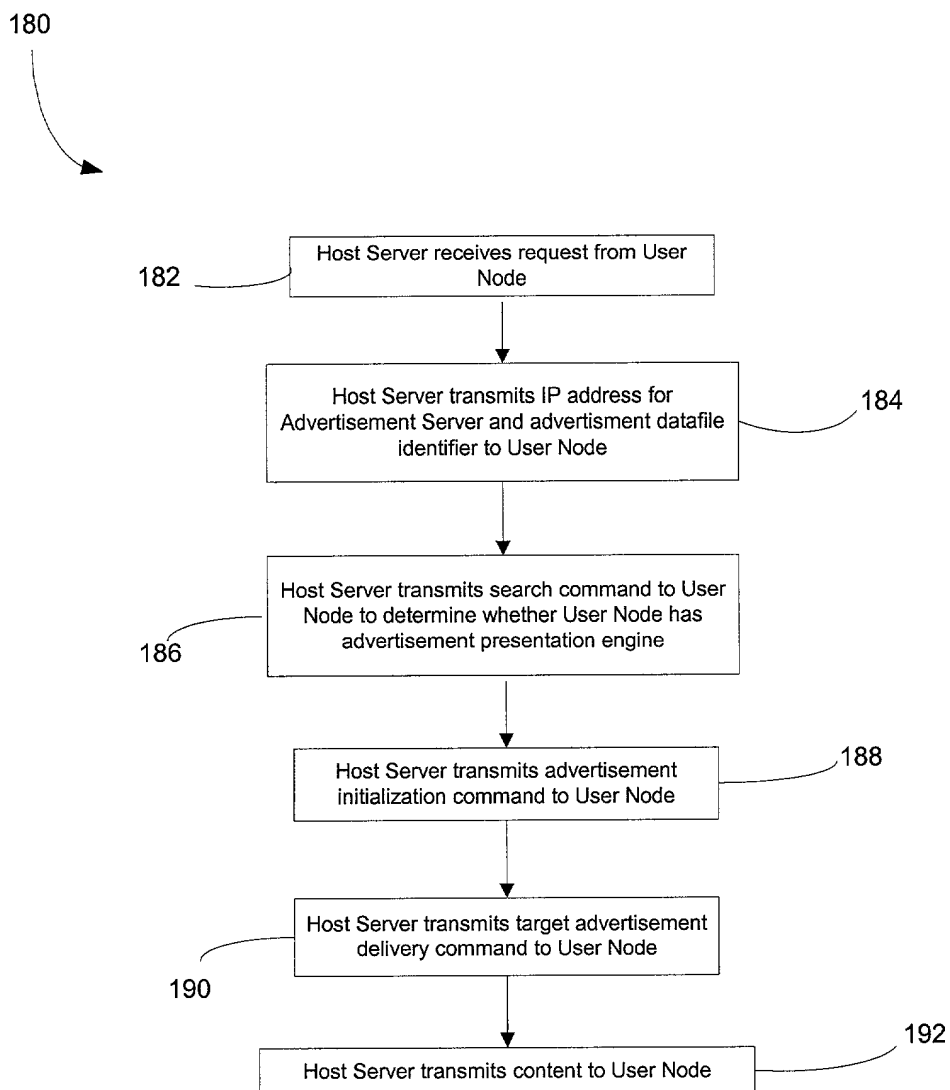 180
Host Server receives request from User
Node
182
Host Server transmits IP address for
Advertisement Server and advertisment datafile
identifier to User Node
184
Host Server transmits search command to User
Node to determine whether User Node has
advertisement presentation engine
186
188
Host Server transmits advertisement
initialization command to User Node
Host Server transmits target advertisement
delivery command to User Node
190
192
Host Server transmits content to User Node